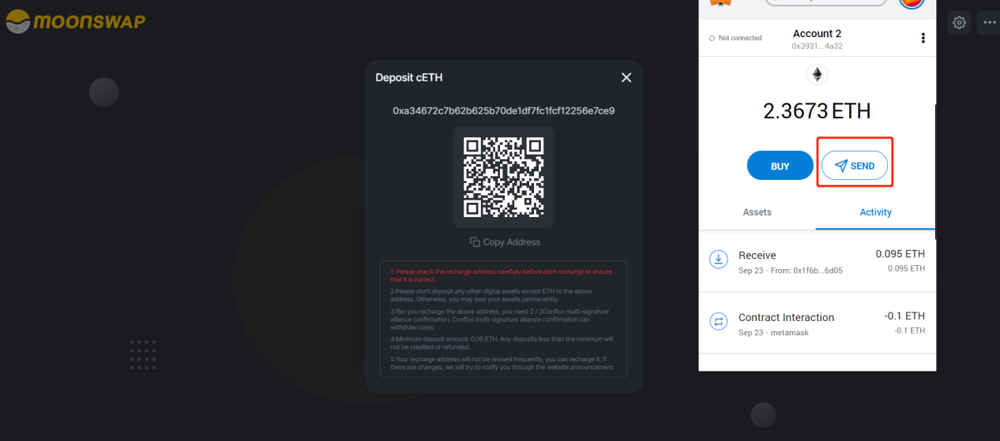 MOONSWAP
Deposit cETH
0xa34672c7b62b625b70de1df7fc1fcf12256e7ce9
Copy Address
1. Please check the recharge address carefully before each recharge to ensure
that it is correct
2.Please don't deposit any other digital assets except ETH to the above
address. Otherwise, you may lose your assets permanently.
3.fter you recharge the above address, you need 2 / 3Conflux multi-signature
alliance confirmation, Conflux multi-signature alliance confirmation can
withdraw coins
4.Minimum deposit amount: 0.06 ETH. Any deposits less than the minimum will
not be credited or refunded.
5.Your recharge address will not be revised frequently, you can recharge it; if
there are changes, we will try to notify you through the website announcement
Not connected
Account 2
0x3931...4a32
2.3673 ETH
BUY
SEND
Assets
Activity
Receive
0.095 ETH
Sep 23 · From: 0x1f6b...6d05
0.095 ETH
Contract Interaction
-0.1 ETH
Sep 23 · metamask
-0.1 ETH